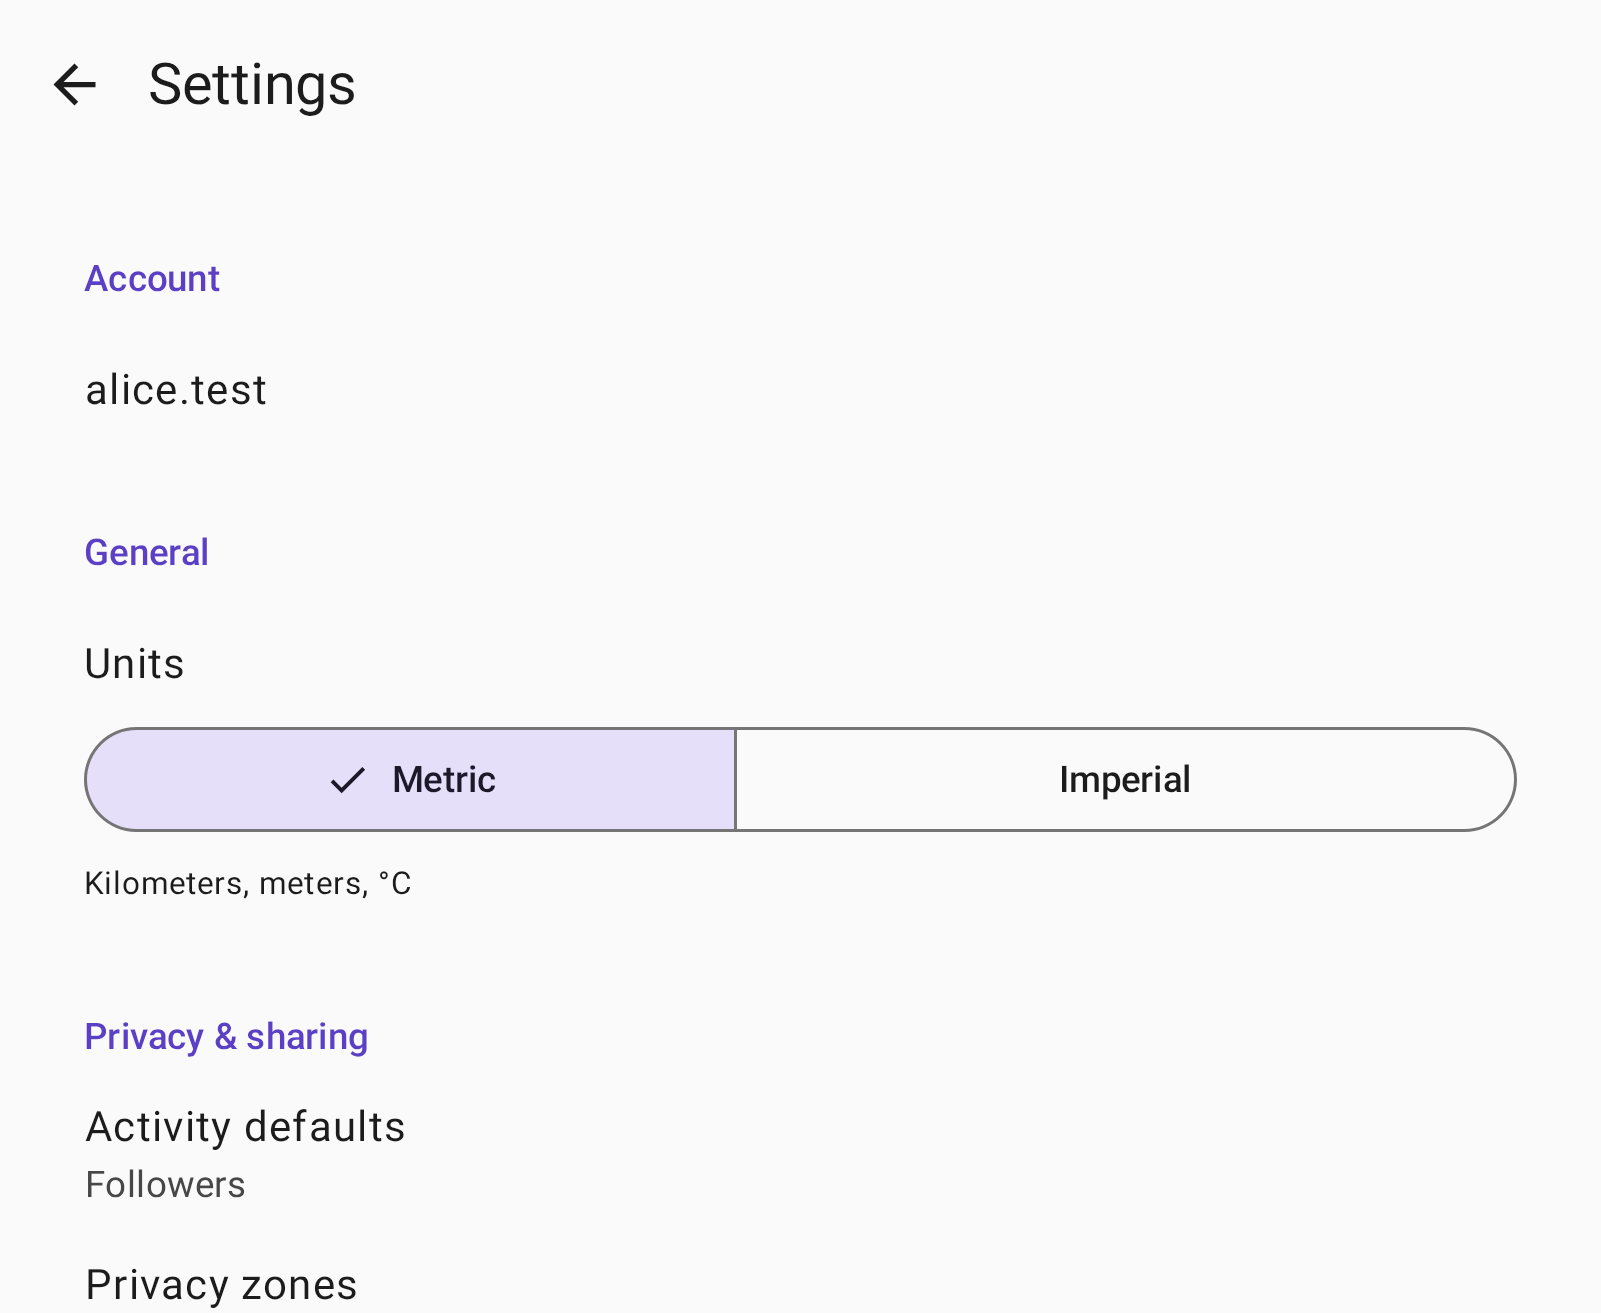 Settings
Account
alice.test
General
Units
Metric
Imperial
Kilometers, meters, °C
Privacy & sharing
Activity defaults
Followers
Privacy zones